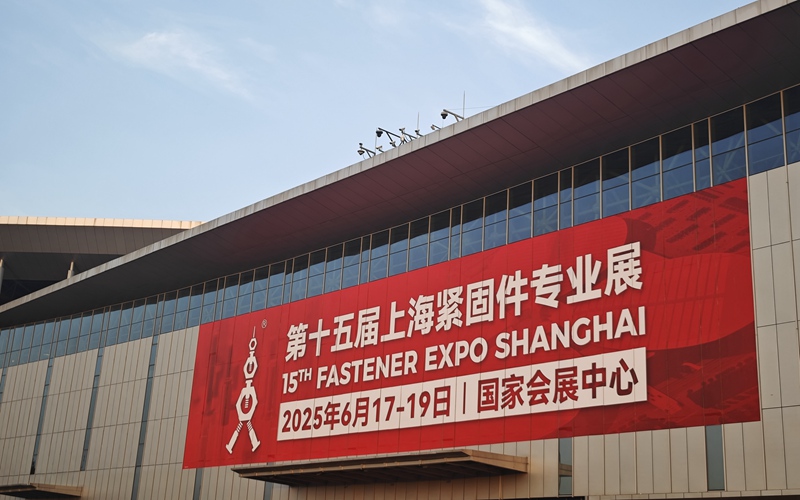 ®
第十五届上海紧固件专业展
15TH FASTENER EXPO SHANGHAI
2025年6月17-19日｜国家会展中心